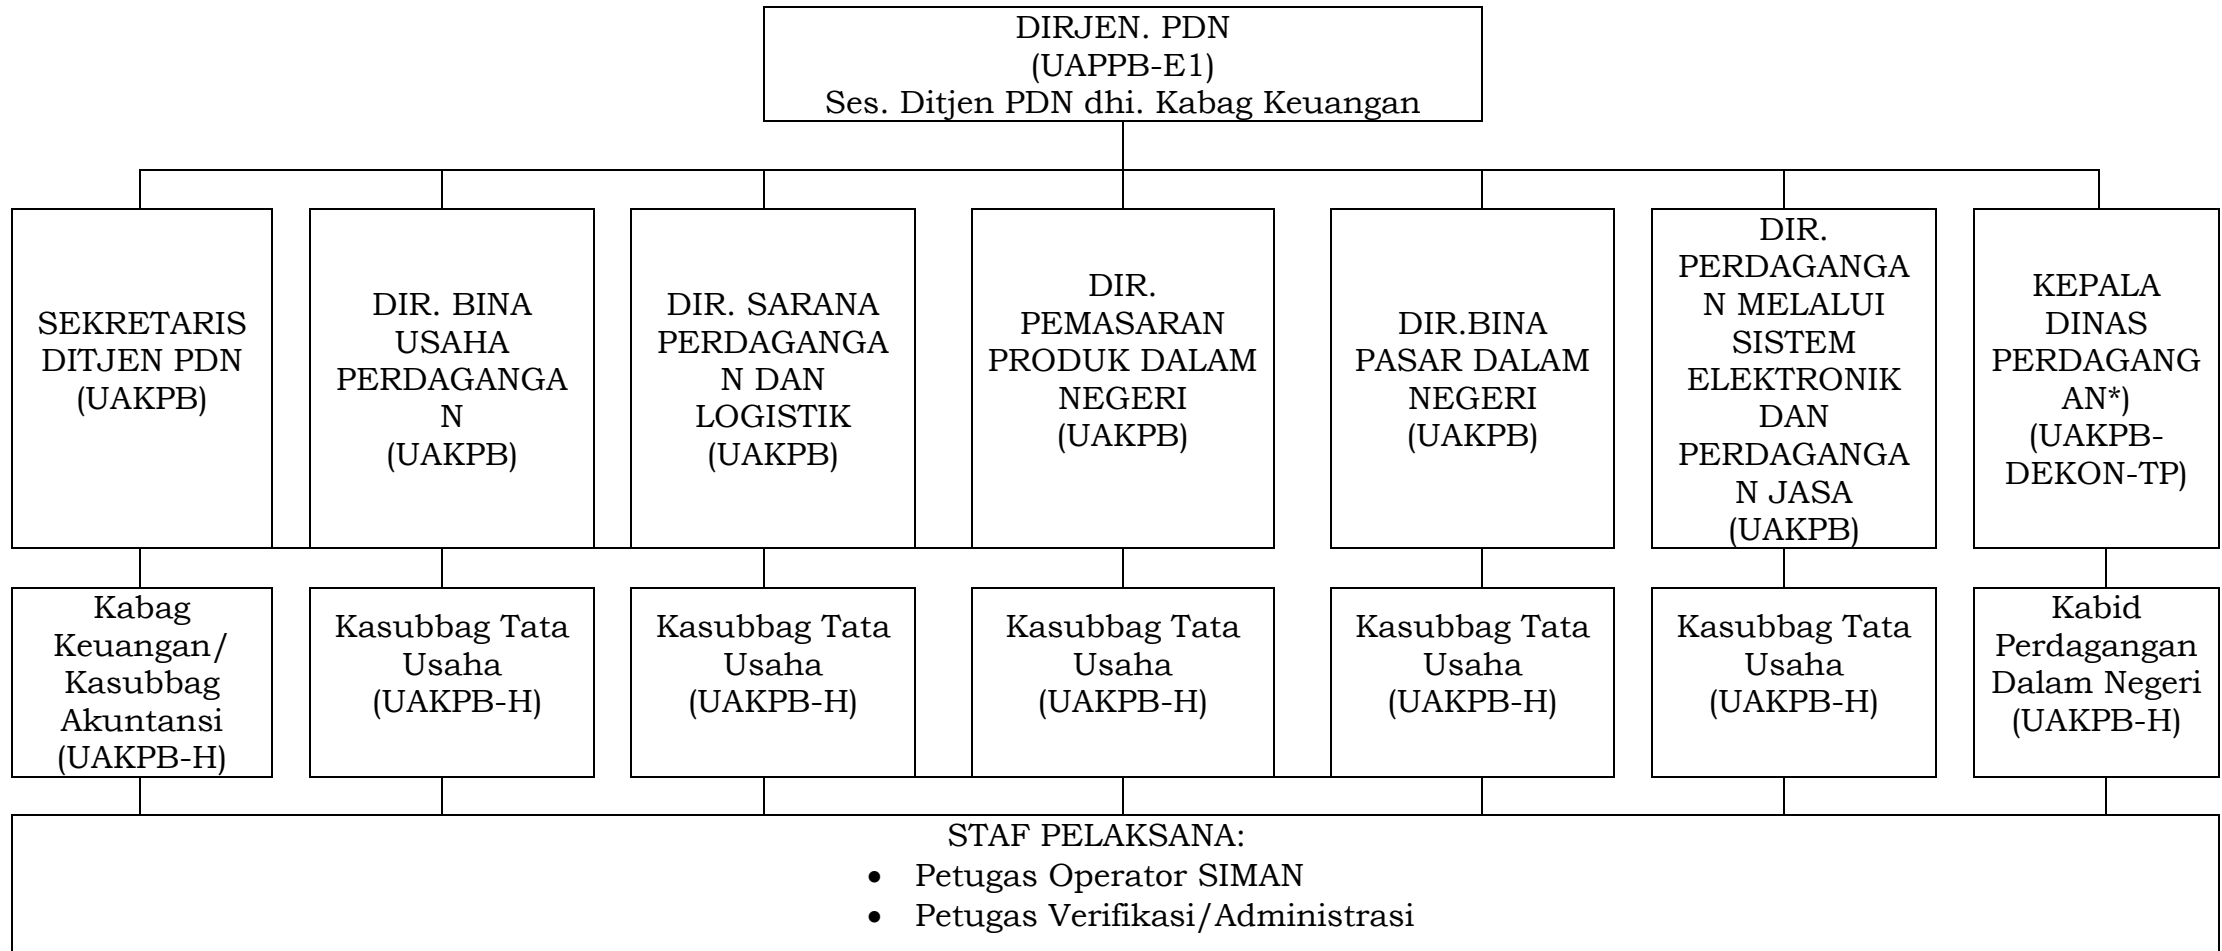 DIRJEN. PDN
(UAPPB-E1)
Ses. Ditjen PDN dhi. Kabag Keuangan
SEKRETARIS
DITJEN PDN
(UAKPB)
DIR. BINA
USAHA
PERDAGANGA
N
(UAKPB)
DIR. SARANA
PERDAGANGA
N DAN
LOGISTIK
(UAKPB)
DIR.
PEMASARAN
PRODUK DALAM
NEGERI
(UAKPB)
DIR.BINA
PASAR DALAM
NEGERI
(UAKPB)
DIR.
PERDAGANGA
N MELALUI
SISTEM
ELEKTRONIK
DAN
PERDAGANGA
N JASA
(UAKPB)
KEPALA
DINAS
PERDAGANG
AN*)
(UAKPB-
DEKON-TP)
Kabag
Keuangan/
Kasubbag
Akuntansi
(UAKPB-H)
Kasubbag Tata
Usaha
(UAKPB-H)
Kasubbag Tata
Usaha
(UAKPB-H)
Kasubbag Tata
Usaha
(UAKPB-H)
Kasubbag Tata
Usaha
(UAKPB-H)
Kasubbag Tata
Usaha
(UAKPB-H)
Kabid
Perdagangan
Dalam Negeri
(UAKPB-H)
STAF PELAKSANA:
• Petugas Operator SIMAN
• Petugas Verifikasi/Administrasi